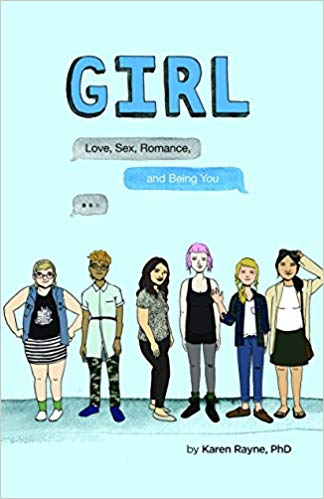 GIRL
Love, Sex, Romance,
and Being You
...
by Karen Rayne, PhD